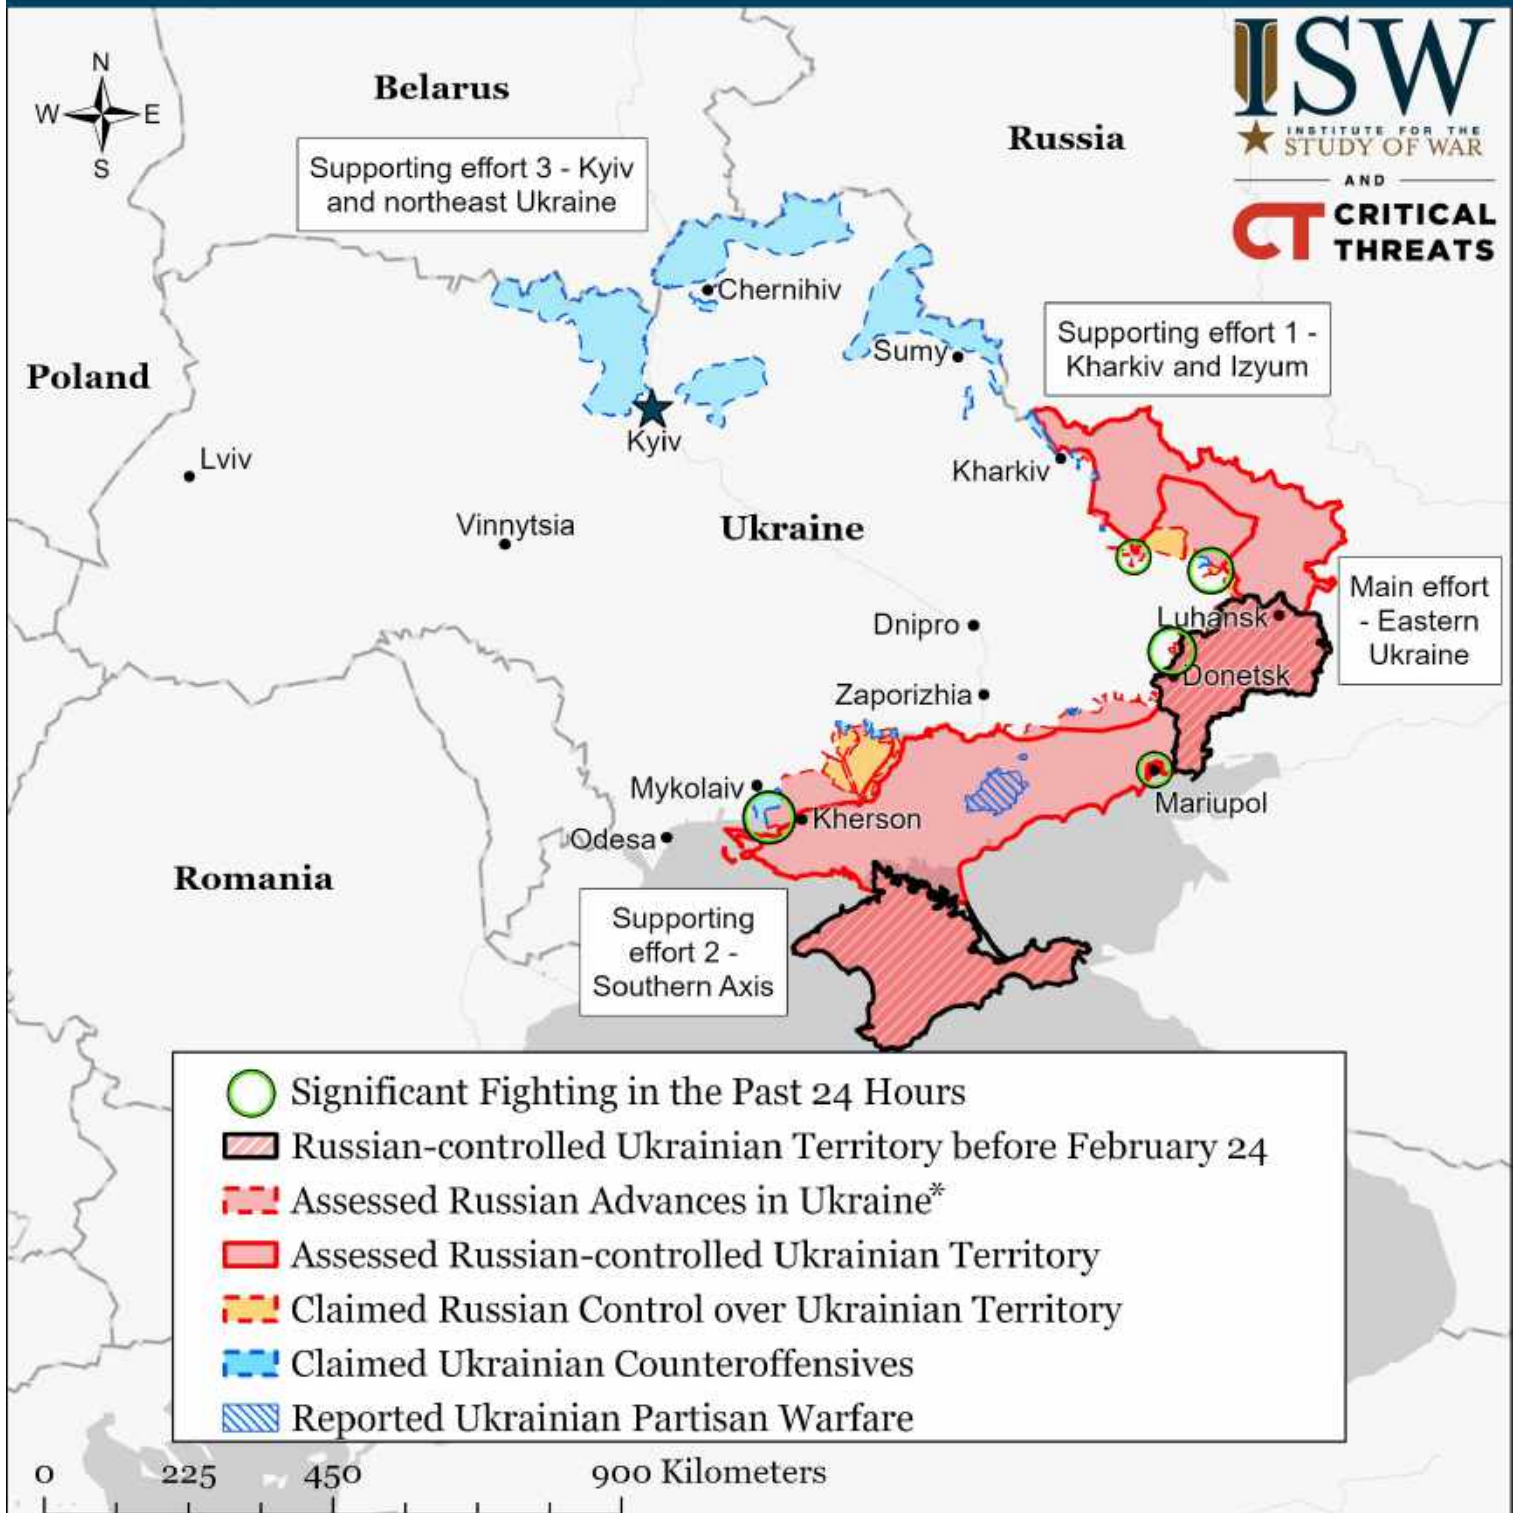 N
W E
S
Belarus
Russia
ISW
INSTITUTE FOR THE
STUDY OF WAR
AND
CT CRITICAL
THREATS
Supporting effort 3 - Kyiv
and northeast Ukraine
Chernihiv
Supporting effort 1 -
Kharkiv and Izyum
Sumy
Poland
Kyiv
Lviv
Kharkiv
Vinnytsia
Ukraine
Main effort
- Eastern
Ukraine
Luhansk
Dnipro
Donetsk
Zaporizhia
Mykolaiv
Mariupol
Kherson
Odesa
Romania
Supporting
effort 2 -
Southern Axis
Significant Fighting in the Past 24 Hours
Russian-controlled Ukrainian Territory before February 24
Assessed Russian Advances in Ukraine*
Assessed Russian-controlled Ukrainian Territory
Claimed Russian Control over Ukrainian Territory
Claimed Ukrainian Counteroffensives
Reported Ukrainian Partisan Warfare
0 225 450 900 Kilometers